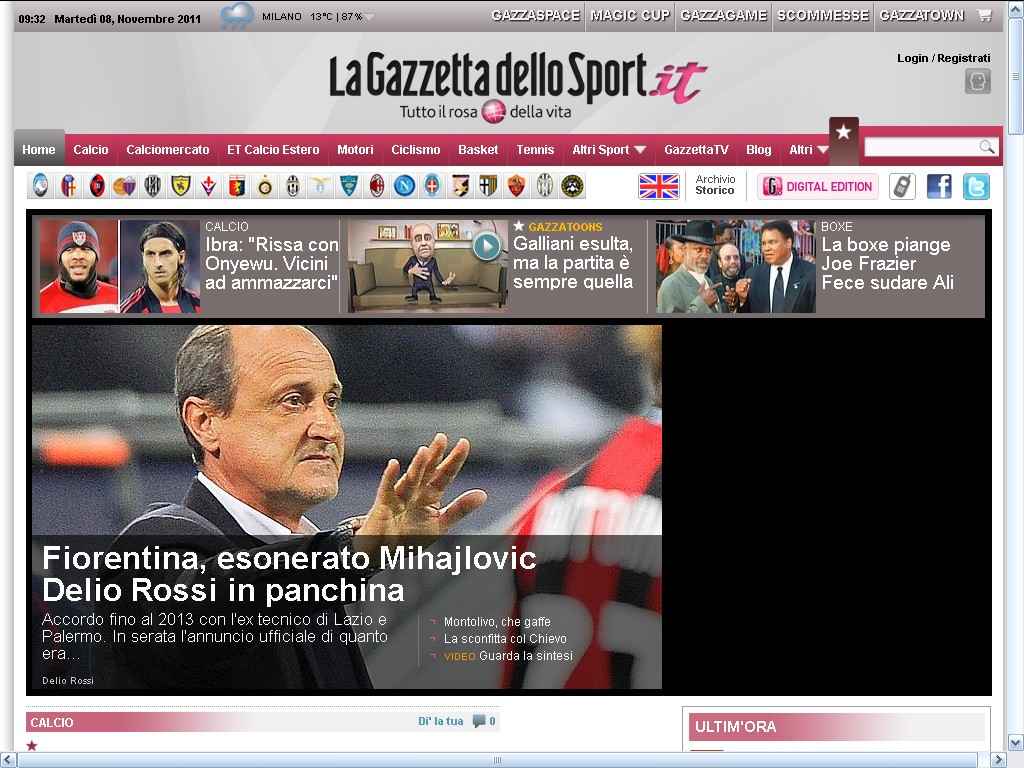 09:32 Martedì 08, Novembre 2011 MILANO 13°C | 87% GAZZASPACE MAGIC CUP GAZZAGAME SCOMMESSE GAZZATOWN
Login / Registrati
La Gazzetta dello Sport.it
Tutto il rosa della vita
Home Calcio Calciomercato ET Calcio Estero Motori Ciclismo Basket Tennis Altri Sport GazzettaTV Blog Altri
Archivio
Storico
G DIGITAL EDITION
CALCIO
Ibra: "Rissa con
Onyewu. Vicini
ad ammazzarci"
GAZZATOONS
Galliani esulta,
ma la partita è
sempre quella
BOXE
La boxe piange
Joe Frazier
Fece sudare Ali
Fiorentina, esonerato Mihajlovic
Delio Rossi in panchina
Accordo fino al 2013 con l'ex tecnico di Lazio e
Palermo. In serata l'annuncio ufficiale di quanto
era...
Montolivo, che gaffe
La sconfitta col Chievo
VIDEO Guarda la sintesi
Delio Rossi
CALCIO
Di' la tua 0
ULTIM'ORA